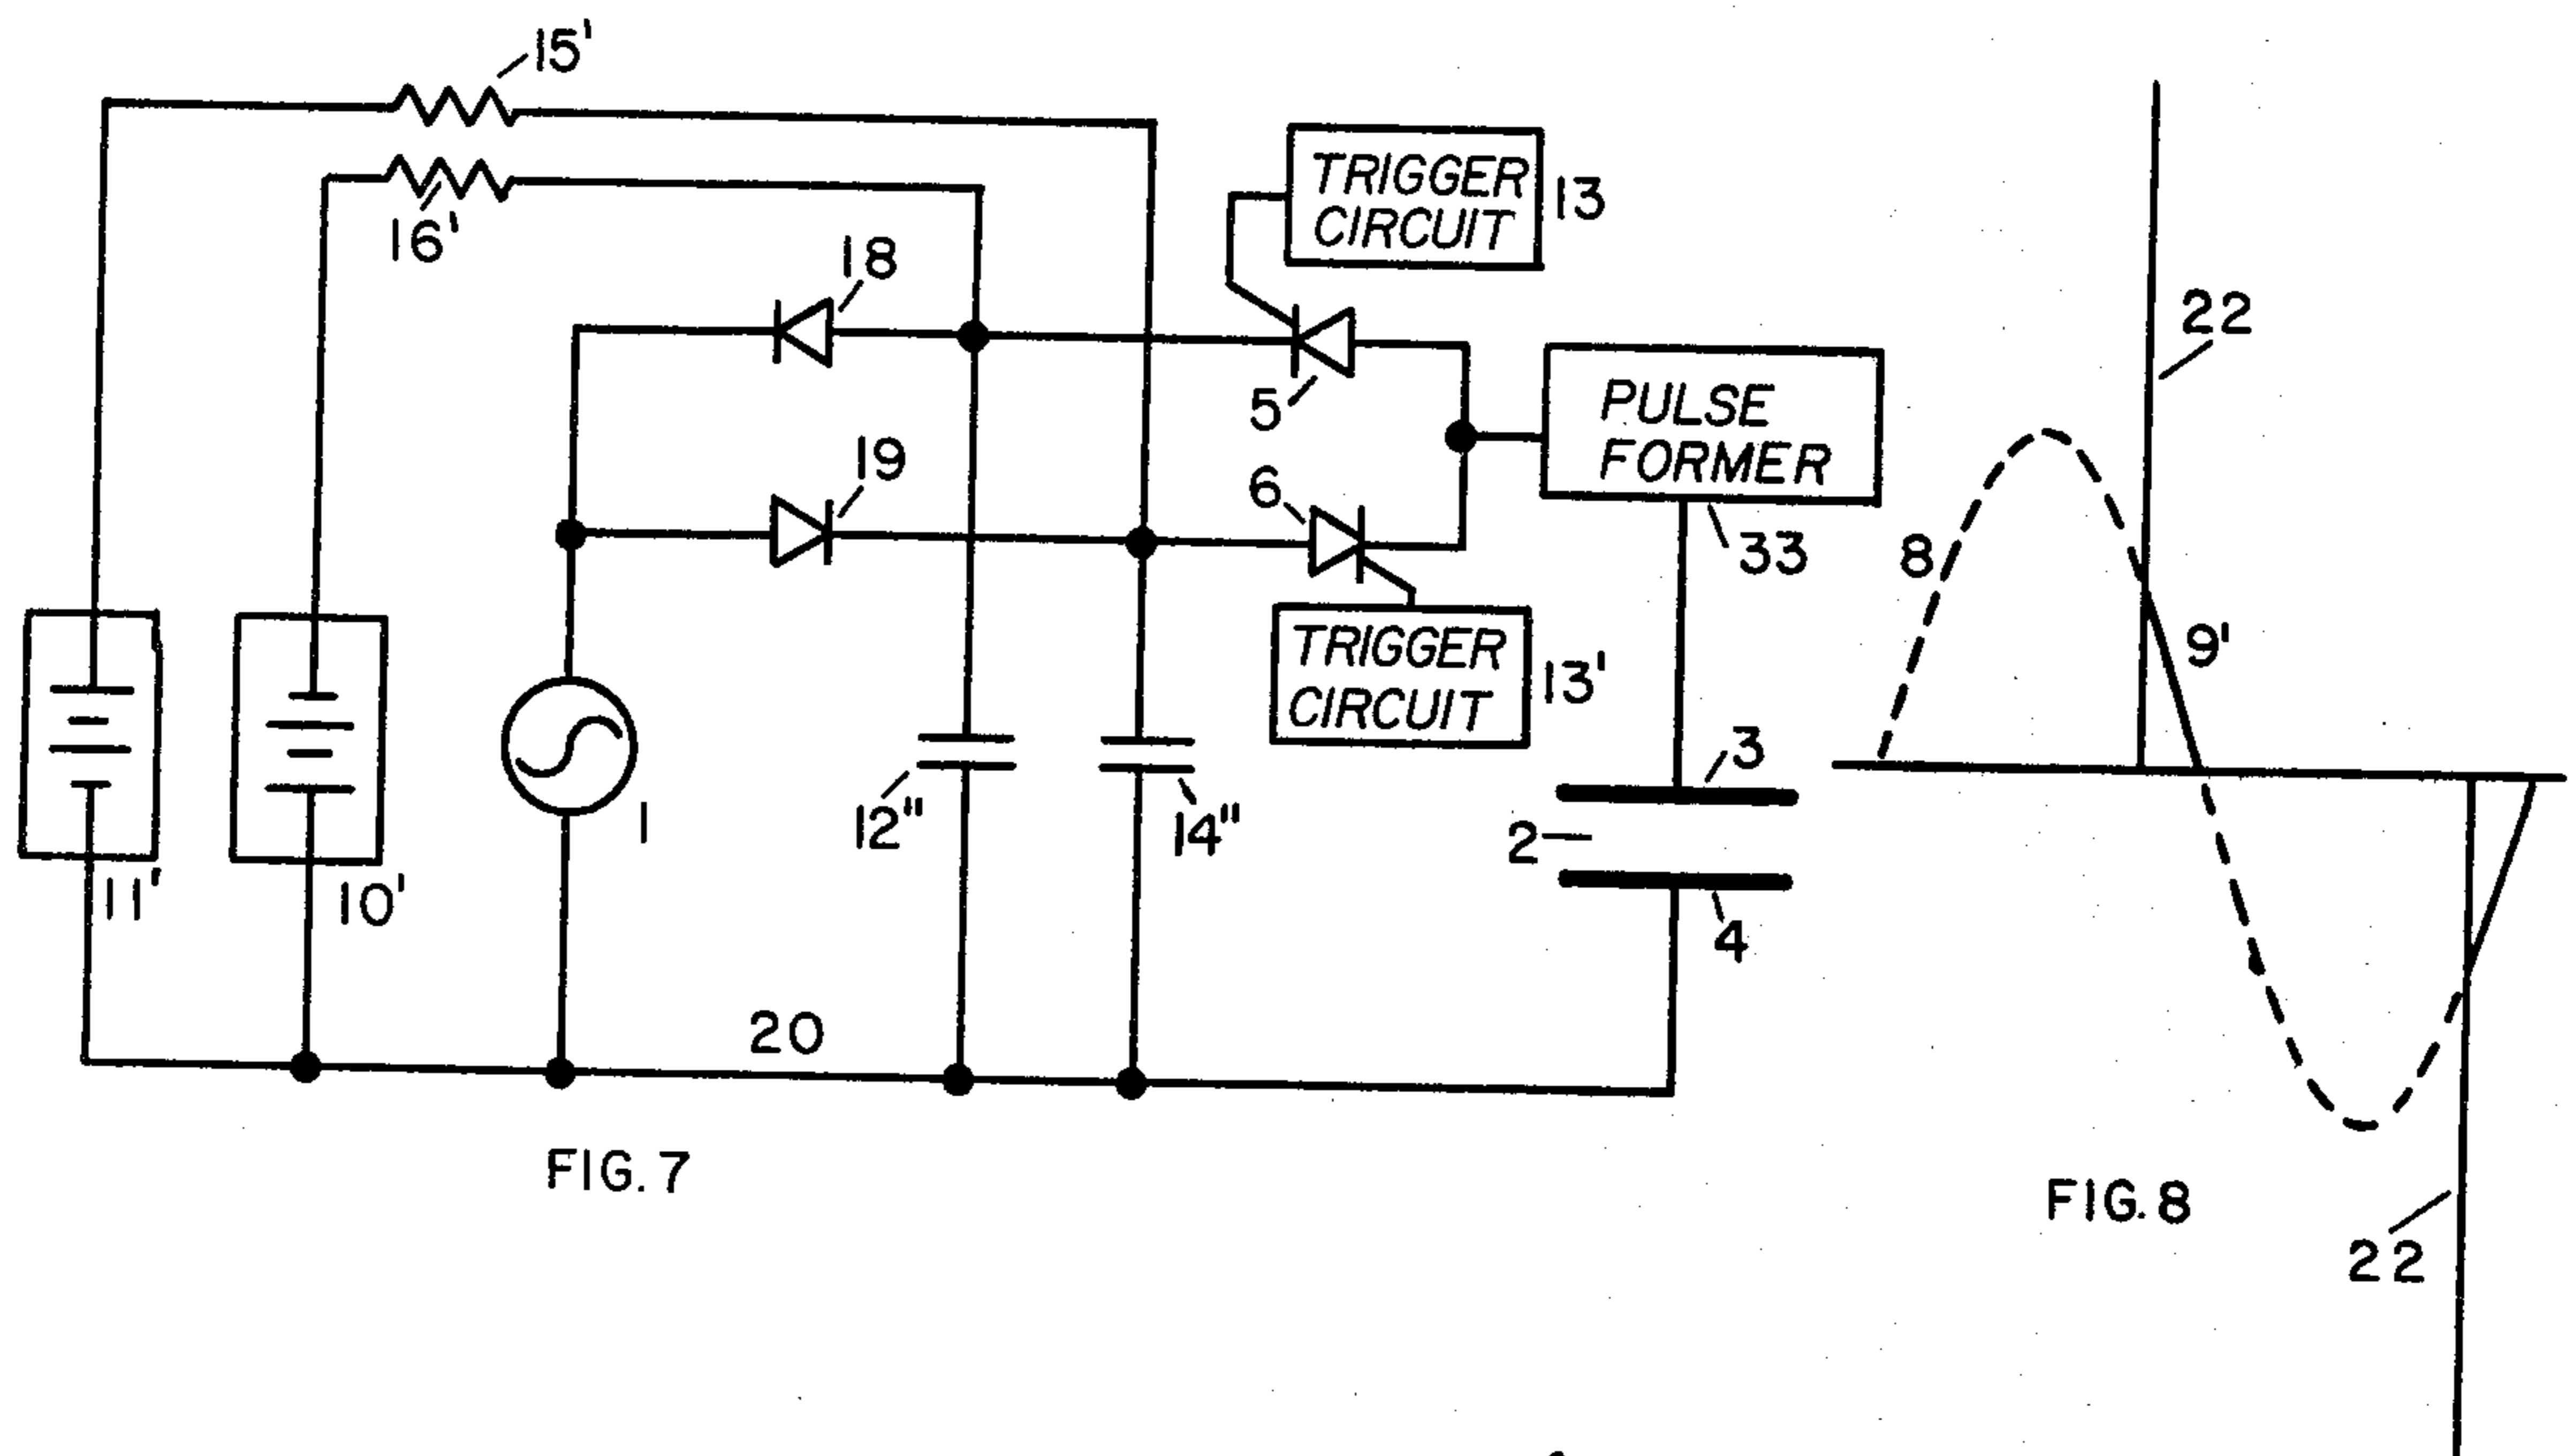 15'
16'
TRIGGER
CIRCUIT
13
18
5
22
PULSE
FORMER
19
6
33
8
9'
TRIGGER
CIRCUIT
13'
11'
10'
1
12"
14"
3
2
4
20
FIG. 7
FIG. 8
22